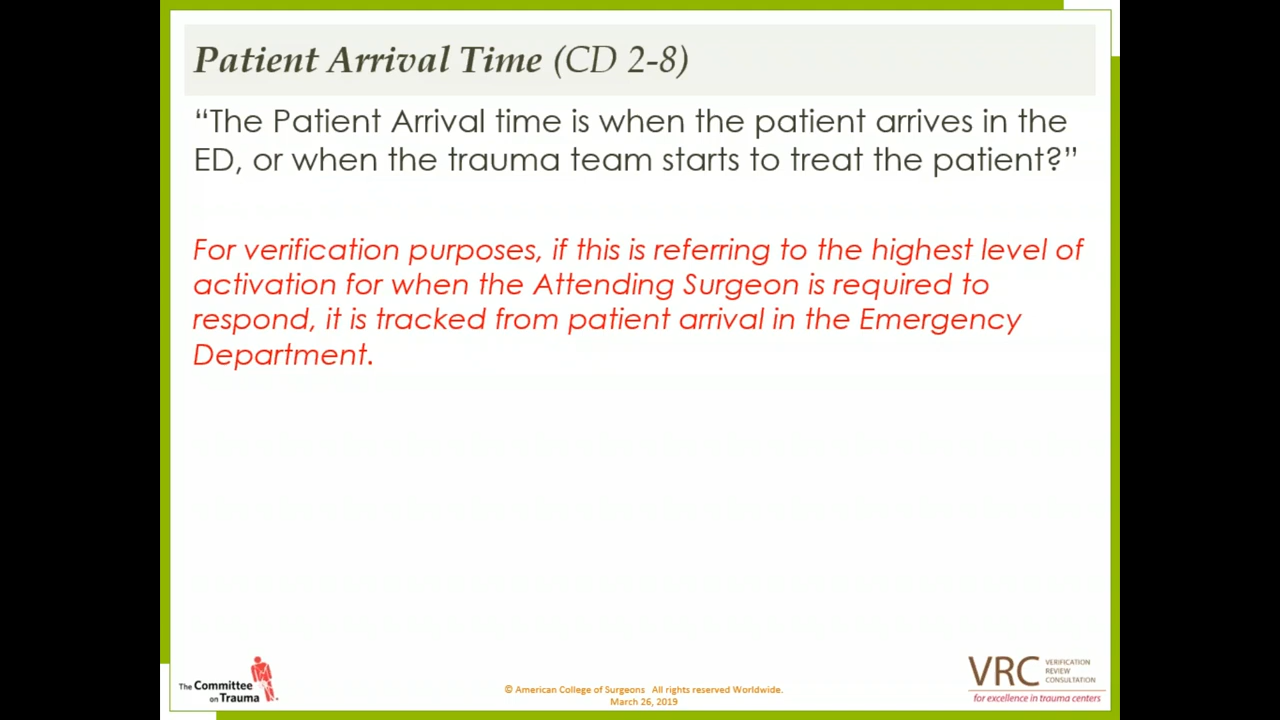 Patient Arrival Time (CD 2-8)
“The Patient Arrival time is when the patient arrives in the
ED, or when the trauma team starts to treat the patient?”
For verification purposes, if this is referring to the highest level of
activation for when the Attending Surgeon is required to
respond, it is tracked from patient arrival in the Emergency
Department.
The Committee
on Trauma
© American College of Surgeons All rights reserved Worldwide.
March 26, 2019
VRC
VERIFICATION
REVIEW
CONSULTATION
for excellence in trauma centers